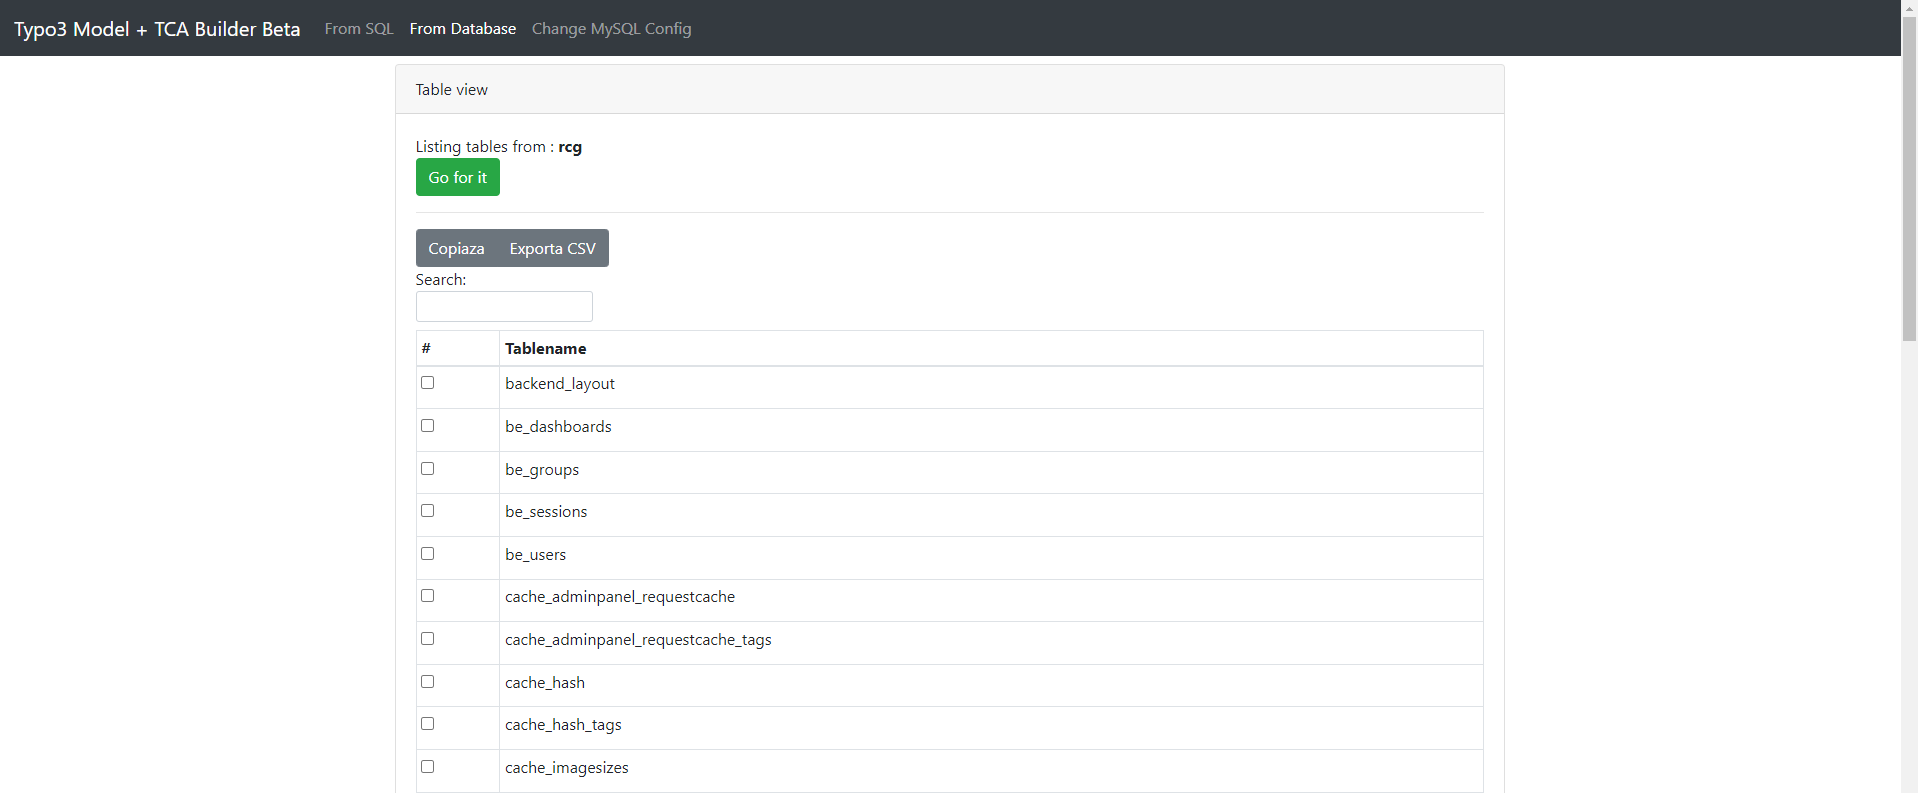 Typo3 Model + TCA Builder Beta From SQL From Database Change MySQL Config
Table view
Listing tables from : rcg
Go for it
Copiaza Exporta CSV
Search:
# Tablename
backend_layout
be_dashboards
be_groups
be_sessions
be_users
cache_adminpanel_requestcache
cache_adminpanel_requestcache_tags
cache_hash
cache_hash_tags
cache_imagesizes